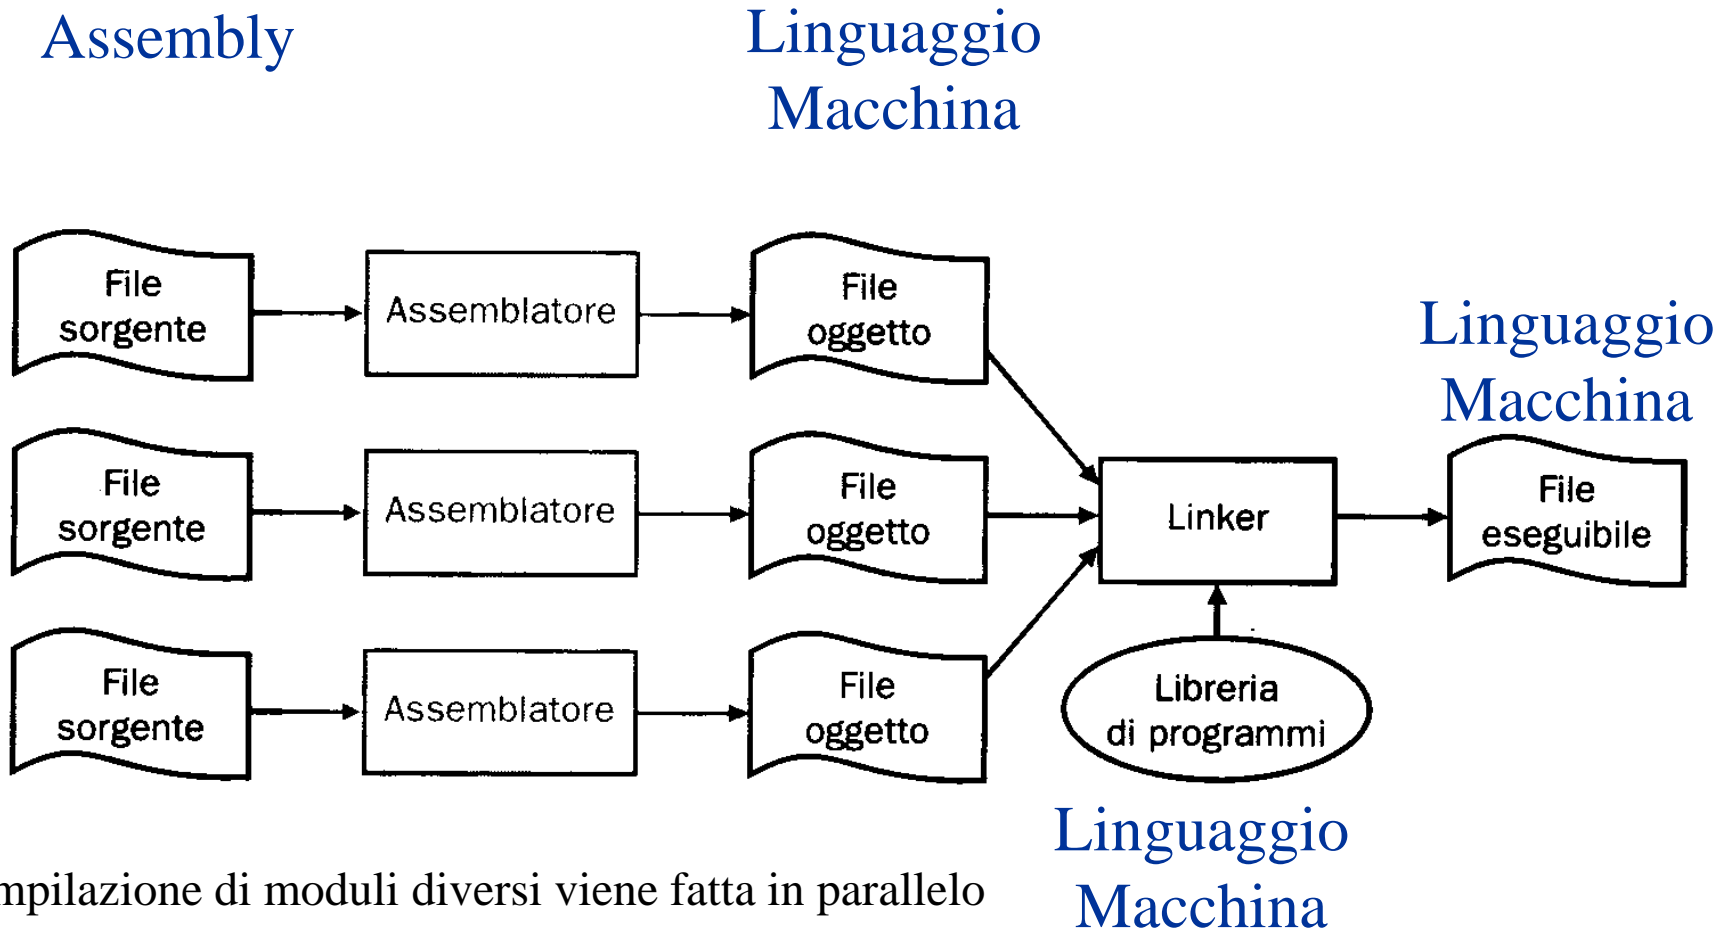 Assembly
Linguaggio
Macchina
File
sorgente
Assemblatore
File
oggetto
Linguaggio
Macchina
File
sorgente
Assemblatore
File
oggetto
Linker
File
eseguibile
File
sorgente
Assemblatore
File
oggetto
Libreria
di programmi
Linguaggio
Macchina
mpilazione di moduli diversi viene fatta in parallelo